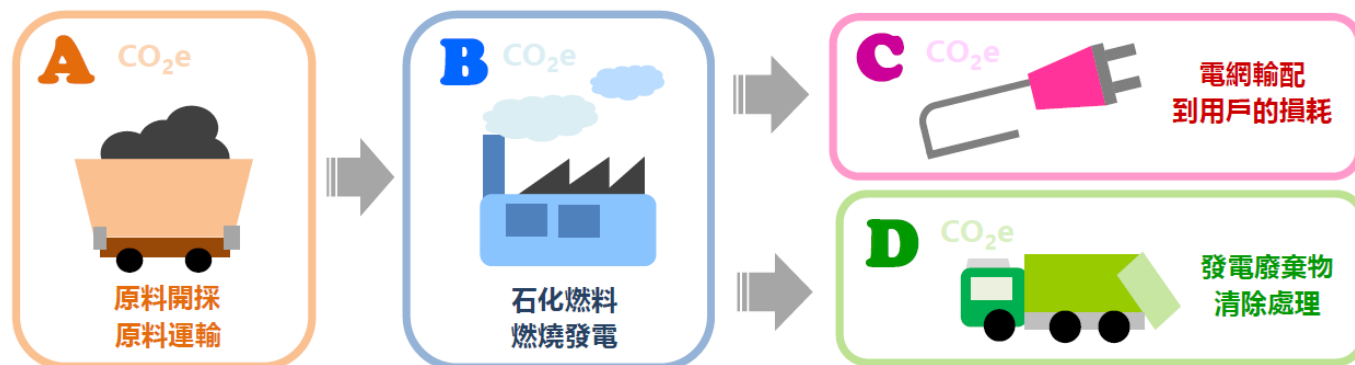 A CO₂e
原料開採
原料運輸
B CO₂e
石化燃料
燃燒發電
C CO₂e
電網輸配
到用戶的損耗
D CO₂e
發電廢棄物
清除處理